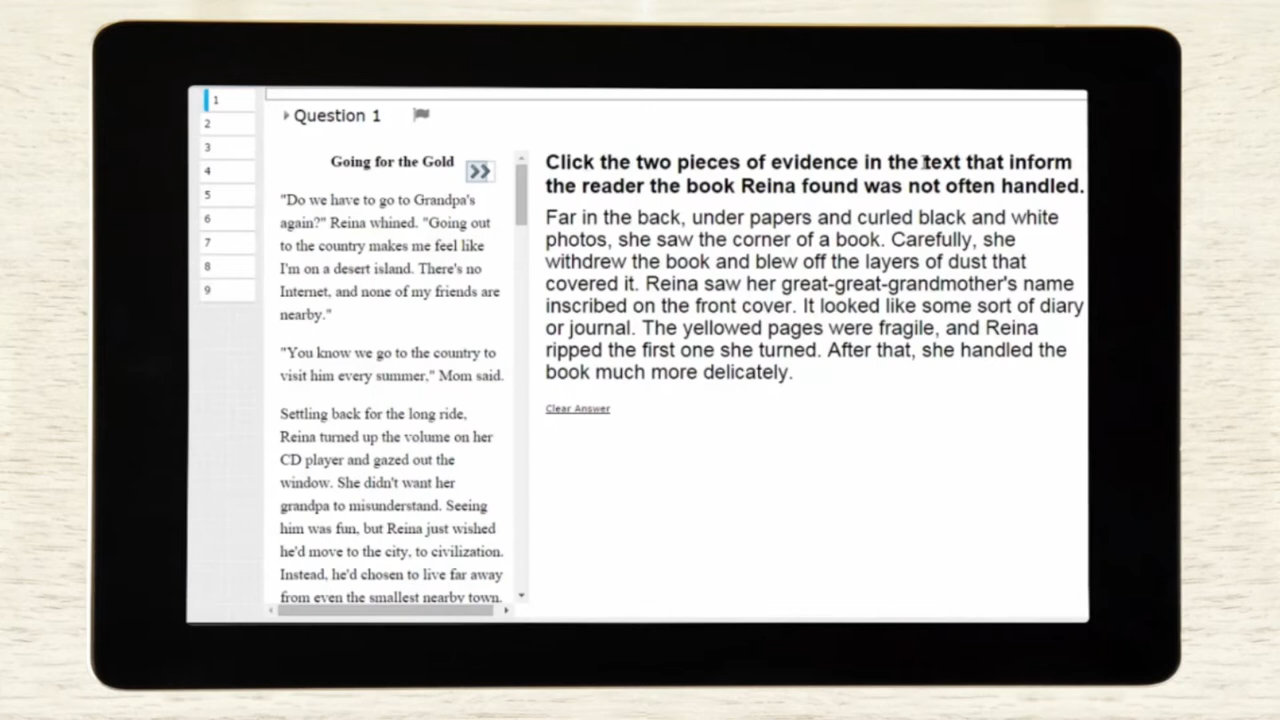 1
2
3
4
5
6
7
8
9
Question 1
Going for the Gold
"Do we have to go to Grandpa's
again?" Reina whined. "Going out
to the country makes me feel like
I'm on a desert island. There's no
Internet, and none of my friends are
nearby."
"You know we go to the country to
visit him every summer," Mom said.
Settling back for the long ride,
Reina turned up the volume on her
CD player and gazed out the
window. She didn't want her
grandpa to misunderstand. Seeing
him was fun, but Reina just wished
he'd move to the city, to civilization.
Instead, he'd chosen to live far away
from even the smallest nearby town.
Click the two pieces of evidence in the text that inform
the reader the book Reina found was not often handled.
Far in the back, under papers and curled black and white
photos, she saw the corner of a book. Carefully, she
withdrew the book and blew off the layers of dust that
covered it. Reina saw her great-great-grandmother's name
inscribed on the front cover. It looked like some sort of diary
or journal. The yellowed pages were fragile, and Reina
ripped the first one she turned. After that, she handled the
book much more delicately.
Clear Answer